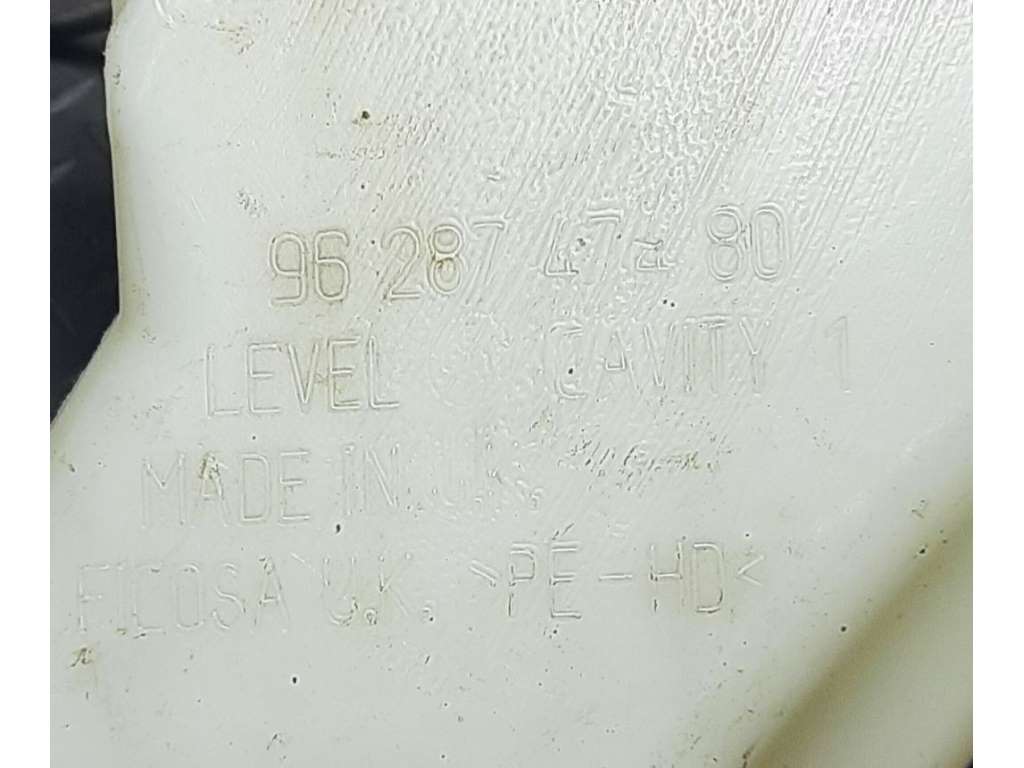 96 287 474 80
LEVEL CAVITY 1
MADE IN U.K.
FICOSA U.K. >PE-HD<